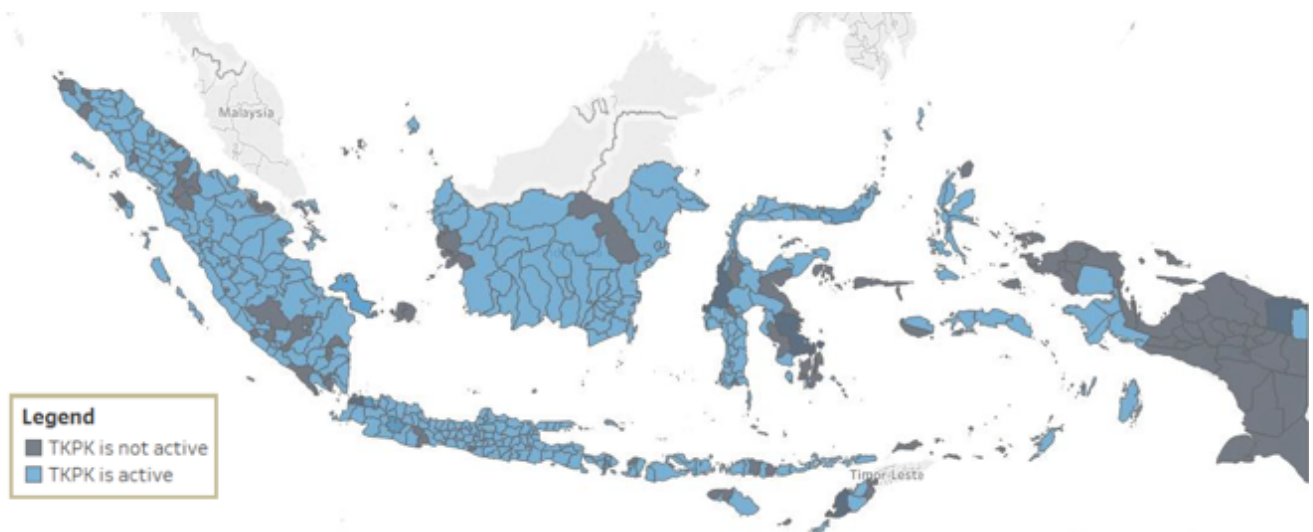 Malaysia
Timor-Leste
Legend
TKPK is not active
TKPK is active